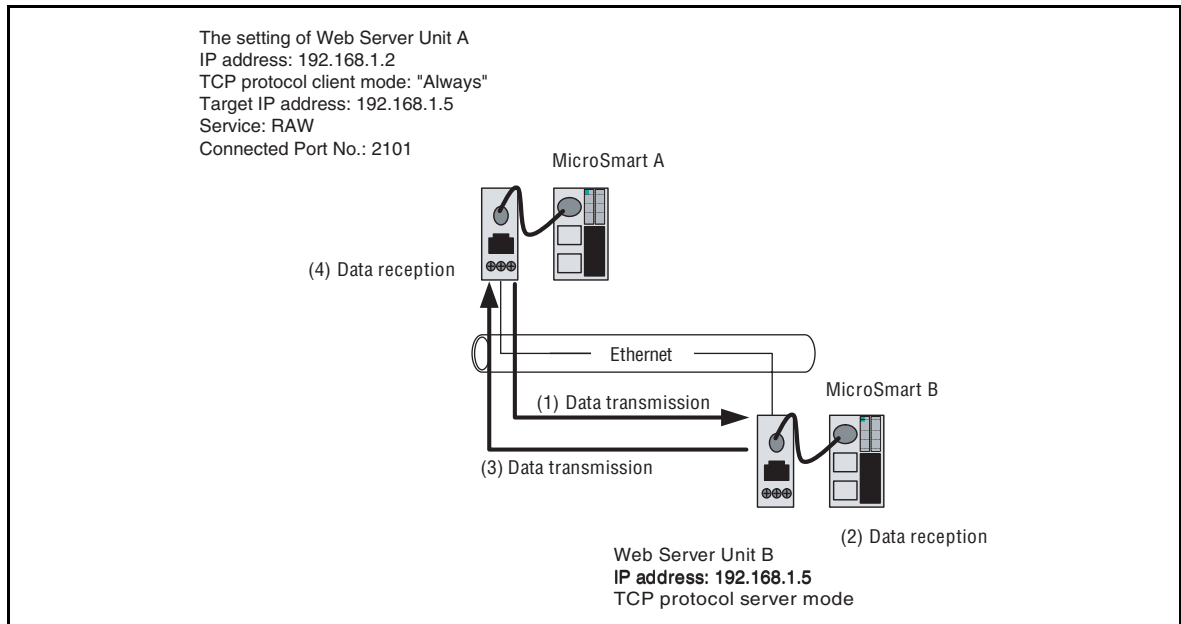 The setting of Web Server Unit A
IP address: 192.168.1.2
TCP protocol client mode: "Always"
Target IP address: 192.168.1.5
Service: RAW
Connected Port No.: 2101
MicroSmart A
(4) Data reception
Ethernet
MicroSmart B
(1) Data transmission
(3) Data transmission
(2) Data reception
Web Server Unit B
IP address: 192.168.1.5
TCP protocol server mode